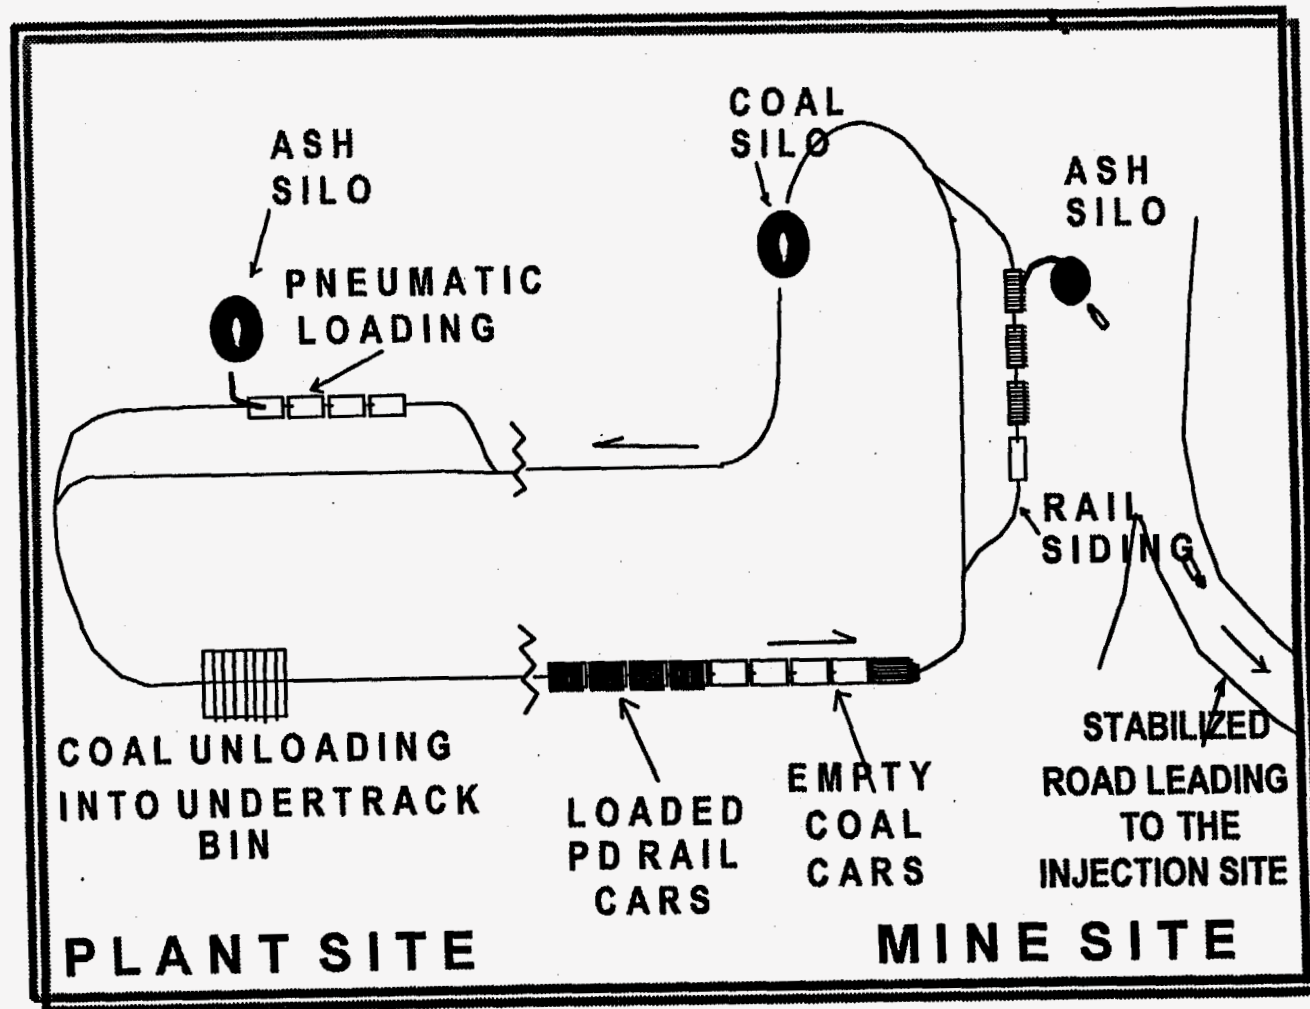 ASH
SILO
PNEUMATIC
LOADING
COAL
SILO
ASH
SILO
RAIL
SIDING
COAL UNLOADING
INTO UNDERTRACK
BIN
LOADED
PD RAIL
CARS
EMPTY
COAL
CARS
STABILIZED
ROAD LEADING
TO THE
INJECTION SITE
PLANT SITE
MINE SITE